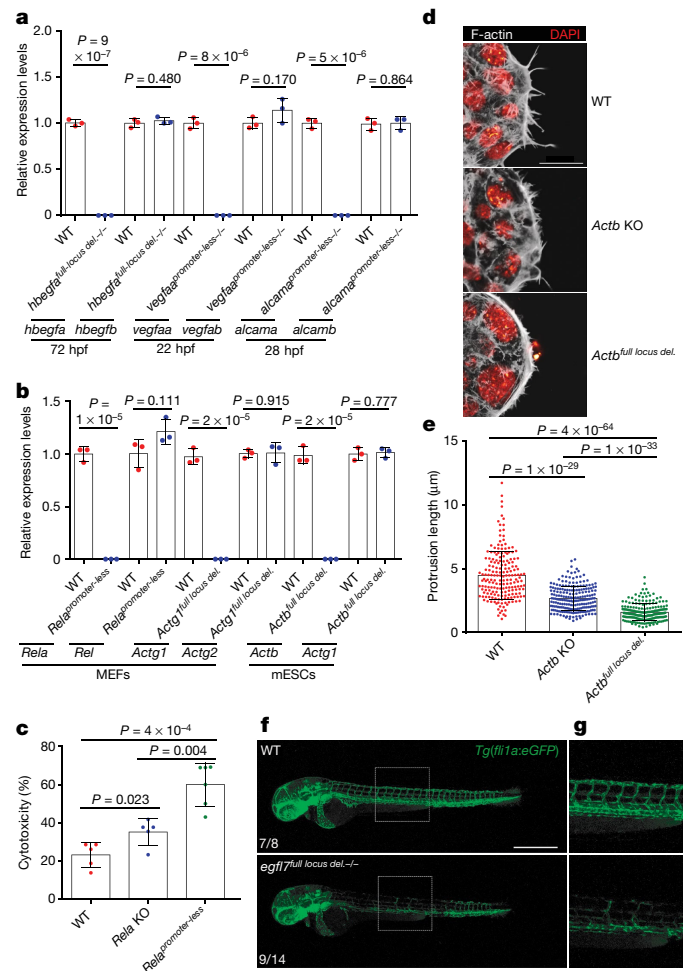 a
Relative expression levels
2.0
1.5
1.0
0.5
0
P = 9
× 10−7
P = 0.480
P = 8 × 10−6
P = 0.170
P = 5 × 10−6
P = 0.864
WT
hbegfa full-locus del.−/−
WT
hbegfa full-locus del.−/−
WT
vegfaa promoter-less−/−
WT
vegfaa promoter-less−/−
WT
alcama promoter-less−/−
WT
alcama promoter-less−/−
hbegfa hbegfb vegfaa vegfab alcama alcamb
72 hpf 22 hpf 28 hpf
b
Relative expression levels
1.5
1.0
0.5
0
P =
1 × 10−5
P = 0.111
P = 2 × 10−5
P = 0.915
P = 2 × 10−5
P = 0.777
WT
Rela promoter-less
WT
Rela promoter-less
WT
Actg1 full locus del.
WT
Actg1 full locus del.
WT
Actb full locus del.
WT
Actb full locus del.
Rela Rel Actg1 Actg2 Actb Actg1
MEFs mESCs
c
Cytotoxicity (%)
80
60
40
20
0
P = 4 × 10−4
P = 0.004
P = 0.023
WT
Rela KO
Rela promoter-less
d
F-actin DAPI
WT
Actb KO
Actb full locus del.
e
Protrusion length (μm)
15
10
5
0
P = 4 × 10−64
P = 1 × 10−33
P = 1 × 10−29
WT
Actb KO
Actb full locus del.
f
WT
Tg(fli1a:eGFP)
7/8
egfl7 full locus del.−/−
9/14
g